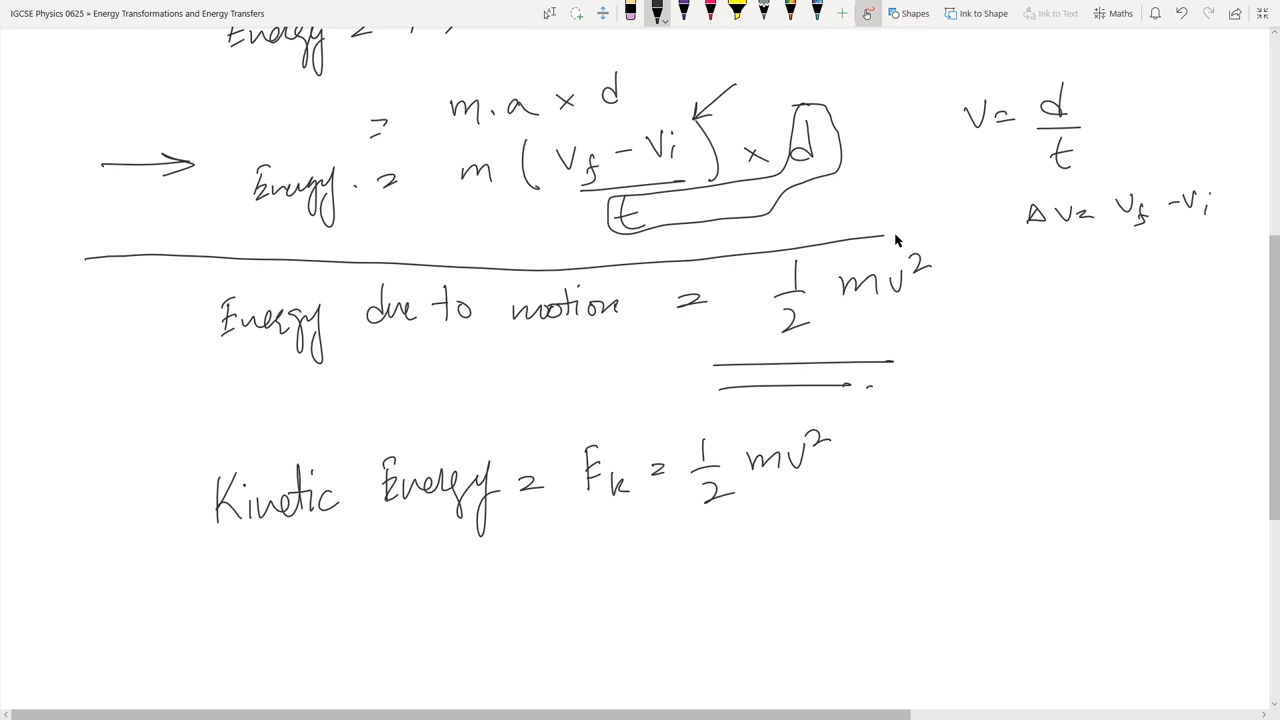 IGCSE Physics 0625 » Energy Transformations and Energy Transfers
Shapes Ink to Shape Ink to Text Maths
Energy =
= m.a × d
Energy. = m (Vf - Vi / t) × d
V = d / t
ΔV = Vf - Vi
Energy due to motion = 1/2 mv²
Kinetic Energy = Ek = 1/2 mv²